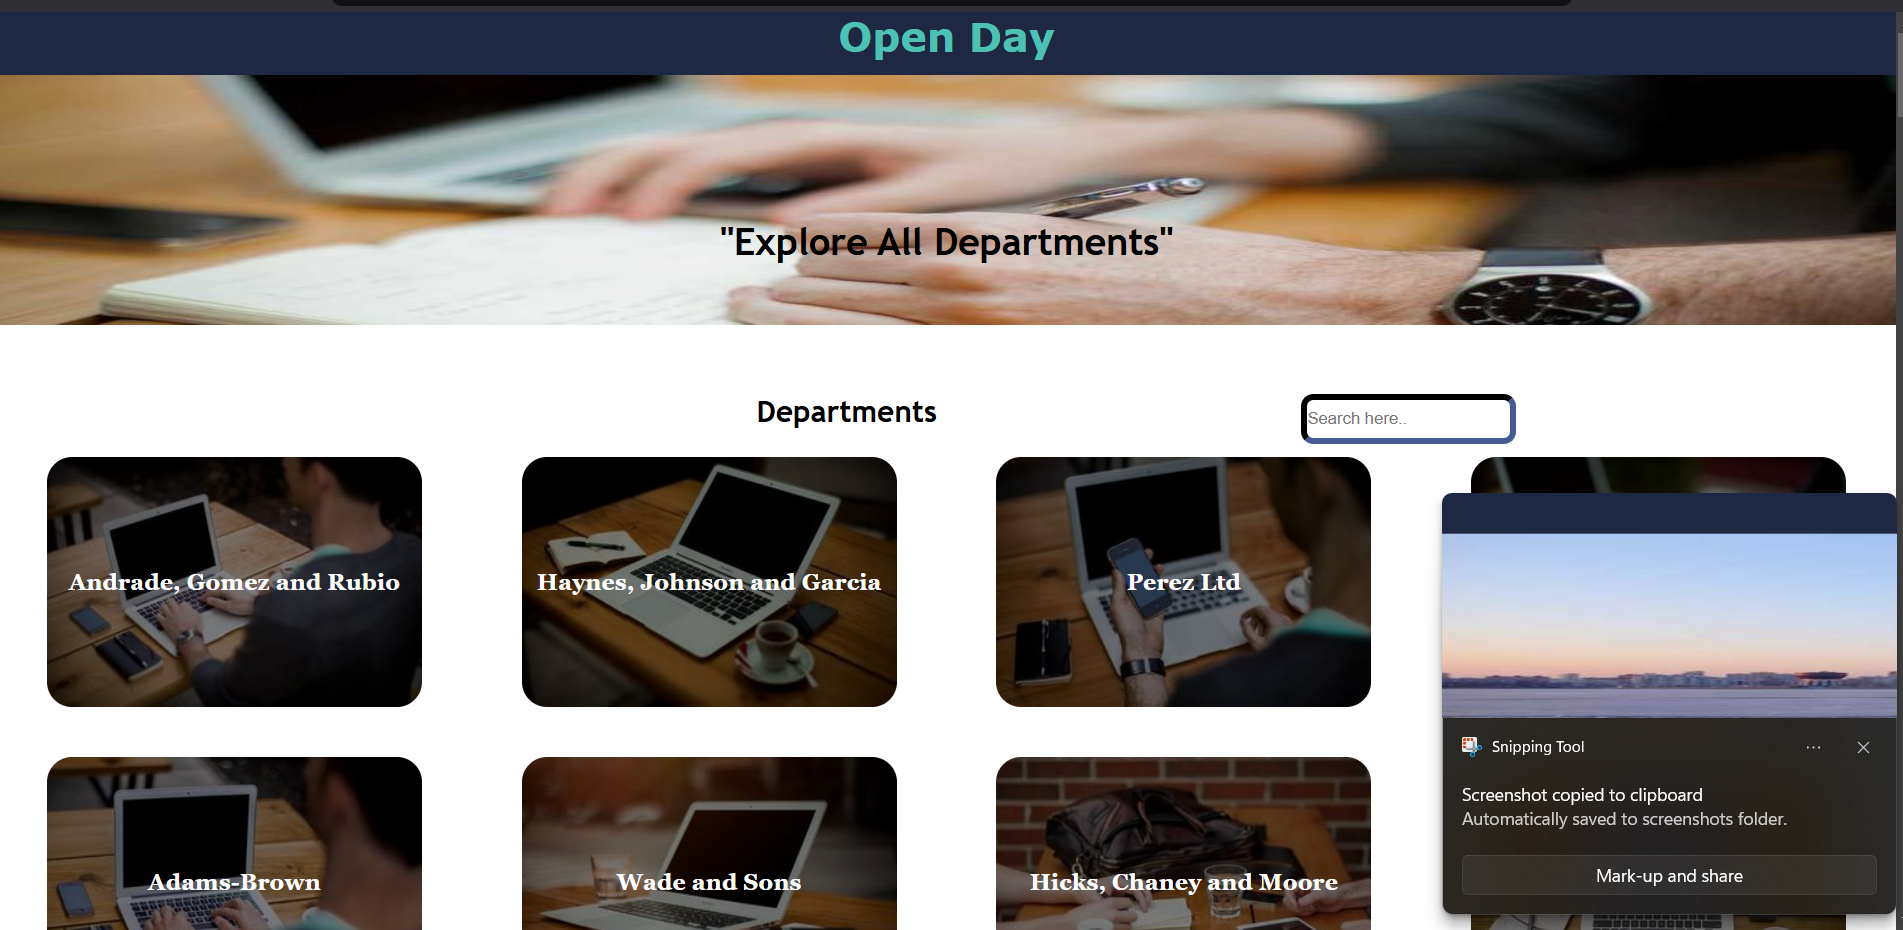 Open Day
"Explore All Departments"
Departments
Search here..
Andrade, Gomez and Rubio
Haynes, Johnson and Garcia
Perez Ltd
Adams-Brown
Wade and Sons
Hicks, Chaney and Moore
Snipping Tool
Screenshot copied to clipboard
Automatically saved to screenshots folder.
Mark-up and share